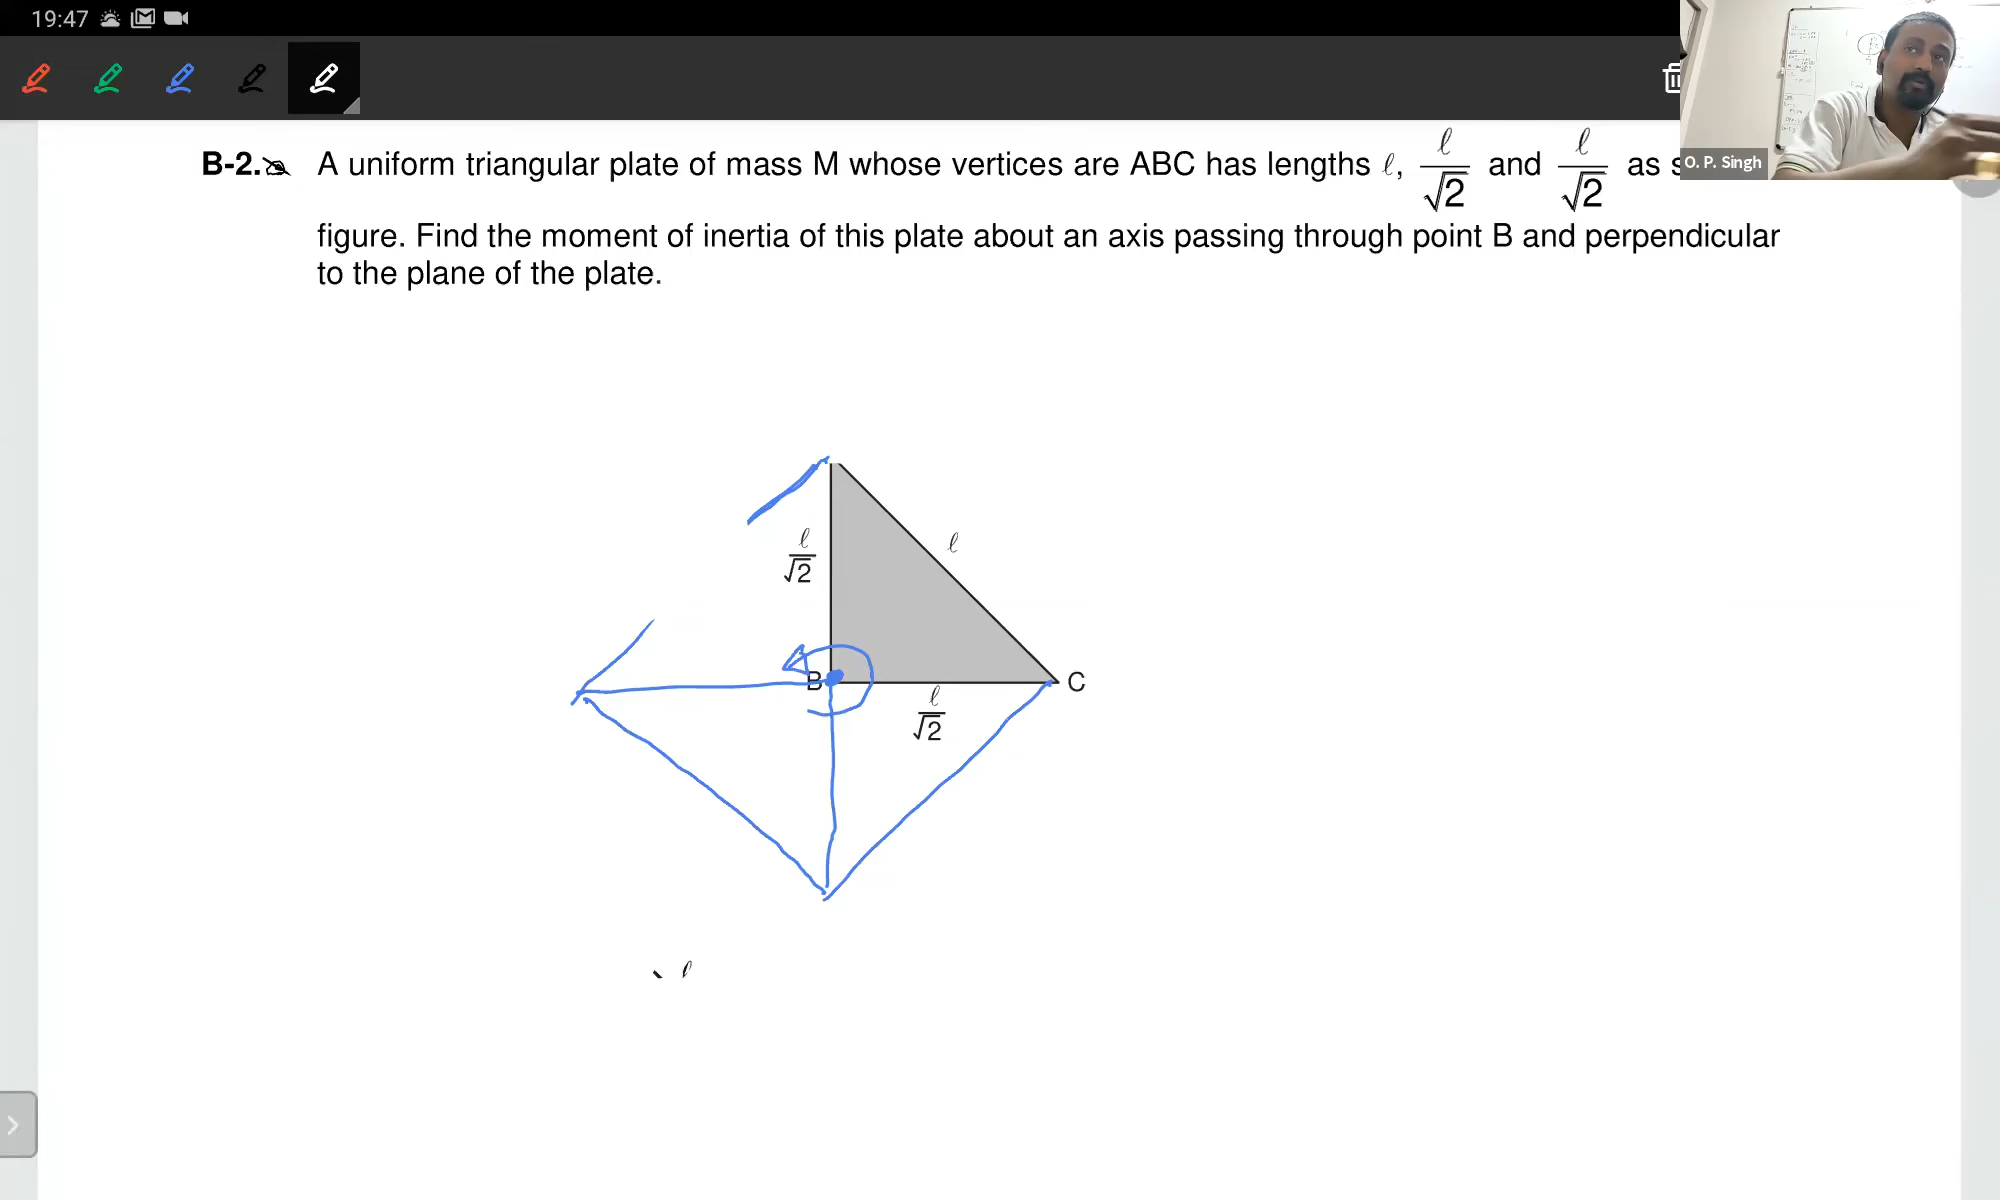 19:47
O. P. Singh
B-2. A uniform triangular plate of mass M whose vertices are ABC has lengths ℓ, ℓ/√2 and ℓ/√2 as
figure. Find the moment of inertia of this plate about an axis passing through point B and perpendicular
to the plane of the plate.
ℓ/√2
ℓ
B
C
ℓ/√2